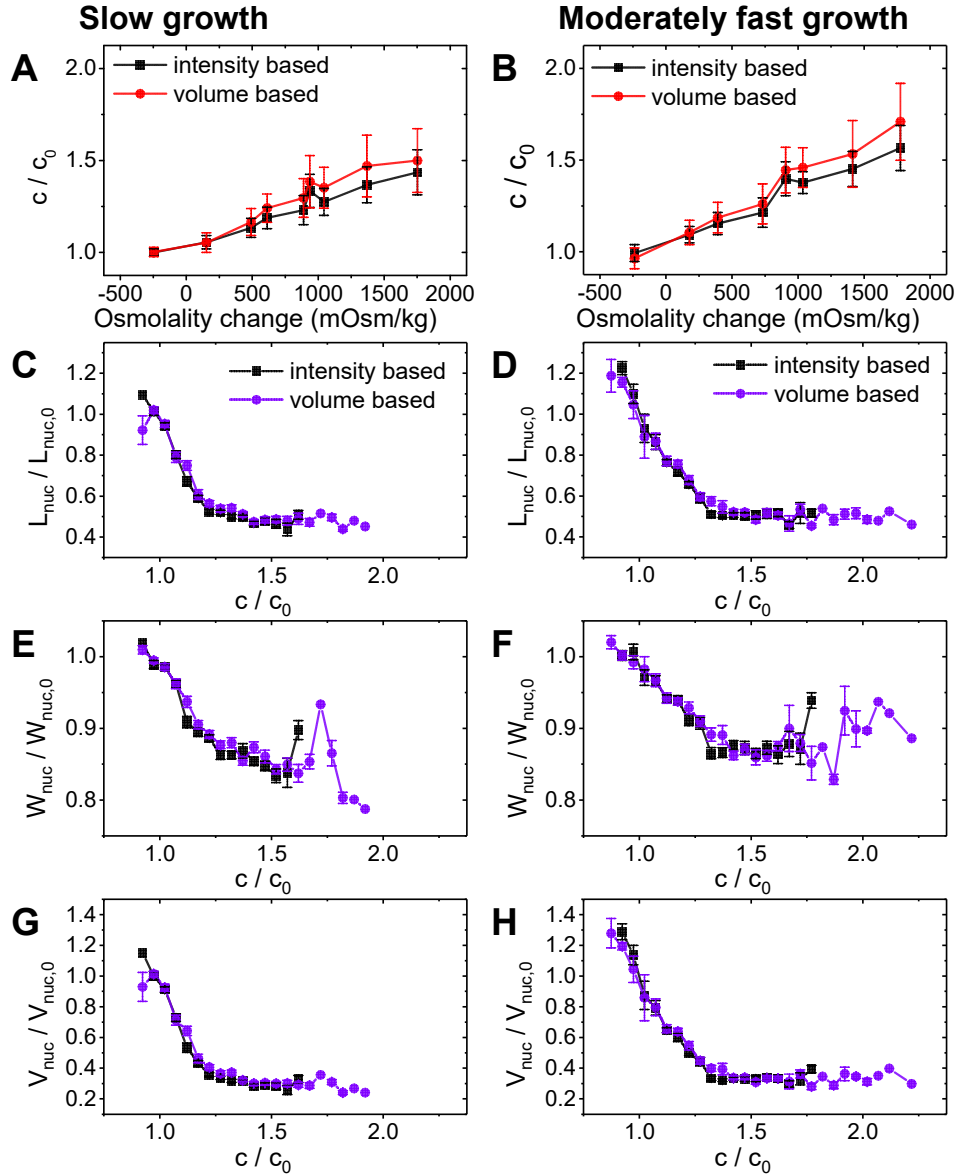 Slow growth
Moderately fast growth
A
2.0
1.5
1.0
c / c0
intensity based
volume based
-500 0 500 1000 1500 2000
Osmolality change (mOsm/kg)
B
2.0
1.5
1.0
c / c0
intensity based
volume based
-500 0 500 1000 1500 2000
Osmolality change (mOsm/kg)
C
1.2
1.0
0.8
0.6
0.4
Lnuc / Lnuc,0
intensity based
volume based
1.0 1.5 2.0
c / c0
D
1.2
1.0
0.8
0.6
0.4
Lnuc / Lnuc,0
intensity based
volume based
1.0 1.5 2.0
c / c0
E
1.0
0.9
0.8
Wnuc / Wnuc,0
1.0 1.5 2.0
c / c0
F
1.0
0.9
0.8
Wnuc / Wnuc,0
1.0 1.5 2.0
c / c0
G
1.4
1.2
1.0
0.8
0.6
0.4
0.2
Vnuc / Vnuc,0
1.0 1.5 2.0
c / c0
H
1.4
1.2
1.0
0.8
0.6
0.4
0.2
Vnuc / Vnuc,0
1.0 1.5 2.0
c / c0